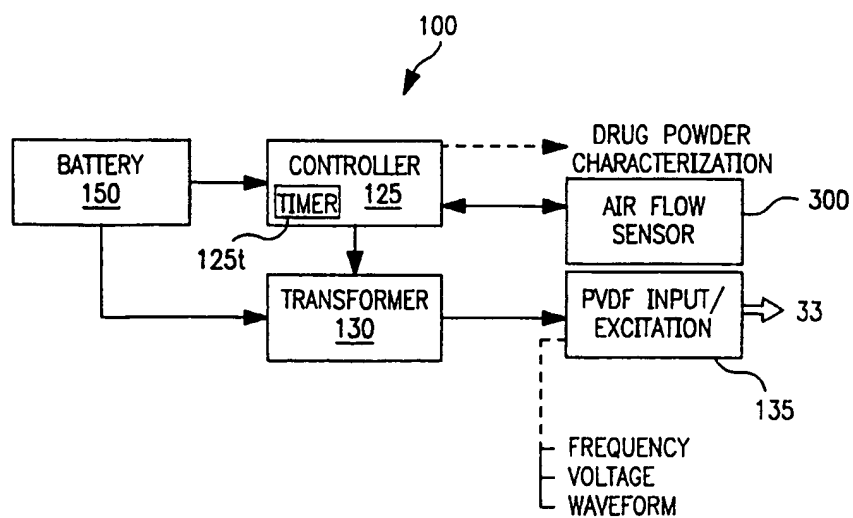 100
BATTERY
150
CONTROLLER
TIMER 125
125t
DRUG POWDER
CHARACTERIZATION
AIR FLOW
SENSOR
300
TRANSFORMER
130
PVDF INPUT/
EXCITATION
33
135
FREQUENCY
VOLTAGE
WAVEFORM